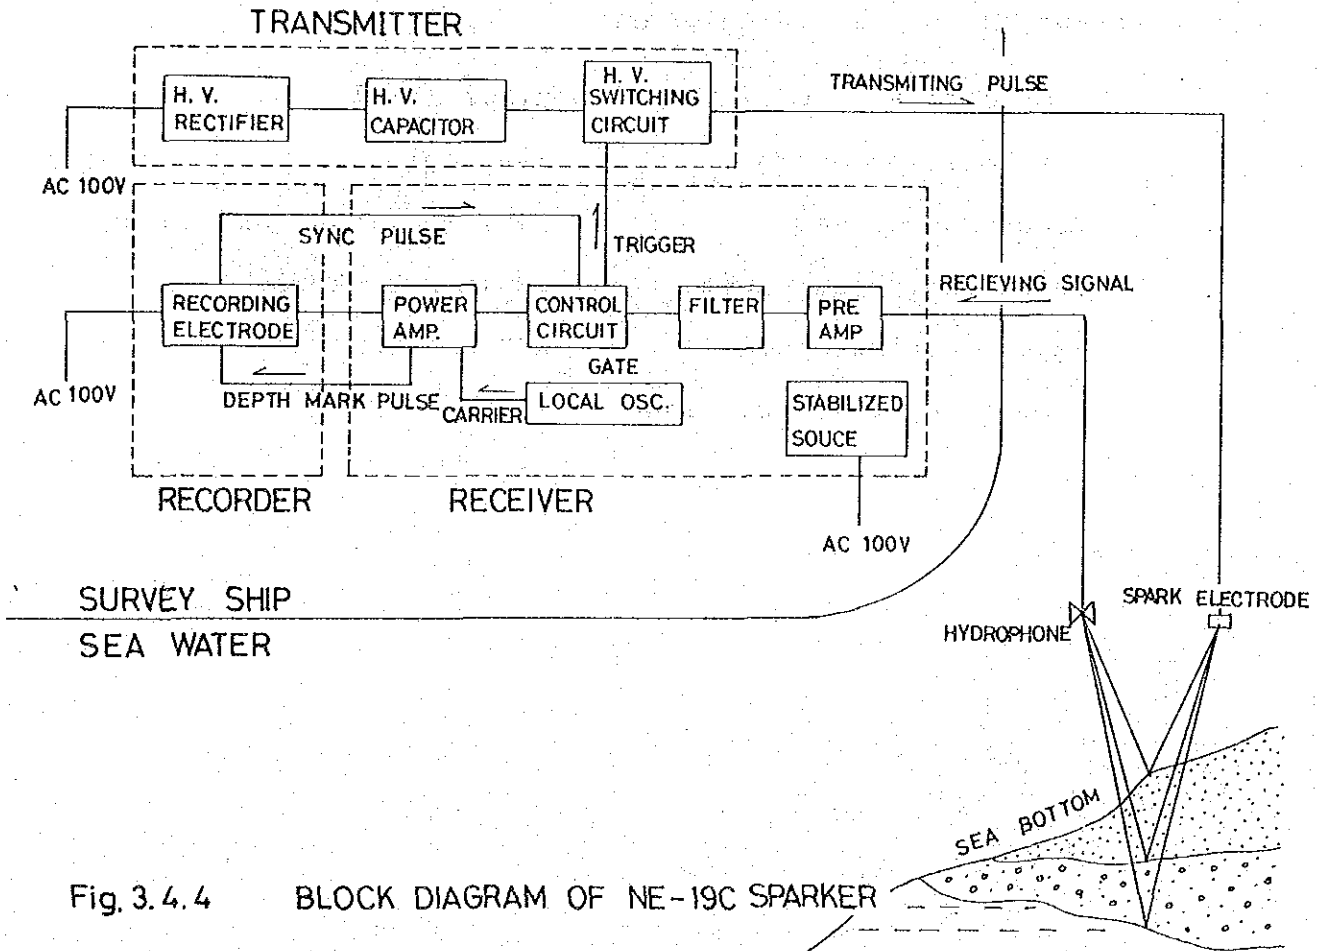 TRANSMITTER
H. V.
RECTIFIER
H. V.
CAPACITOR
H. V.
SWITCHING
CIRCUIT
TRANSMITING PULSE
AC 100V
SYNC PULSE
TRIGGER
RECORDING
ELECTRODE
POWER
AMP.
CONTROL
CIRCUIT
FILTER
PRE
AMP
RECIEVING SIGNAL
GATE
AC 100V
DEPTH MARK PULSE
CARRIER
LOCAL OSC.
STABILIZED
SOUCE
RECORDER
RECEIVER
AC 100V
SURVEY SHIP
SEA WATER
HYDROPHONE
SPARK ELECTRODE
SEA BOTTOM
Fig. 3.4.4 BLOCK DIAGRAM OF NE-19C SPARKER